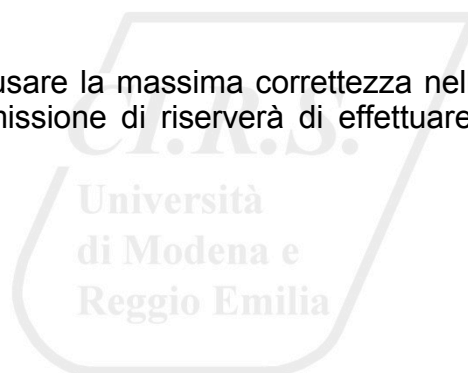 usare la massima correttezza nel
missione di riserverà di effettuare
C.I.R.S.
Università
di Modena e
Reggio Emilia